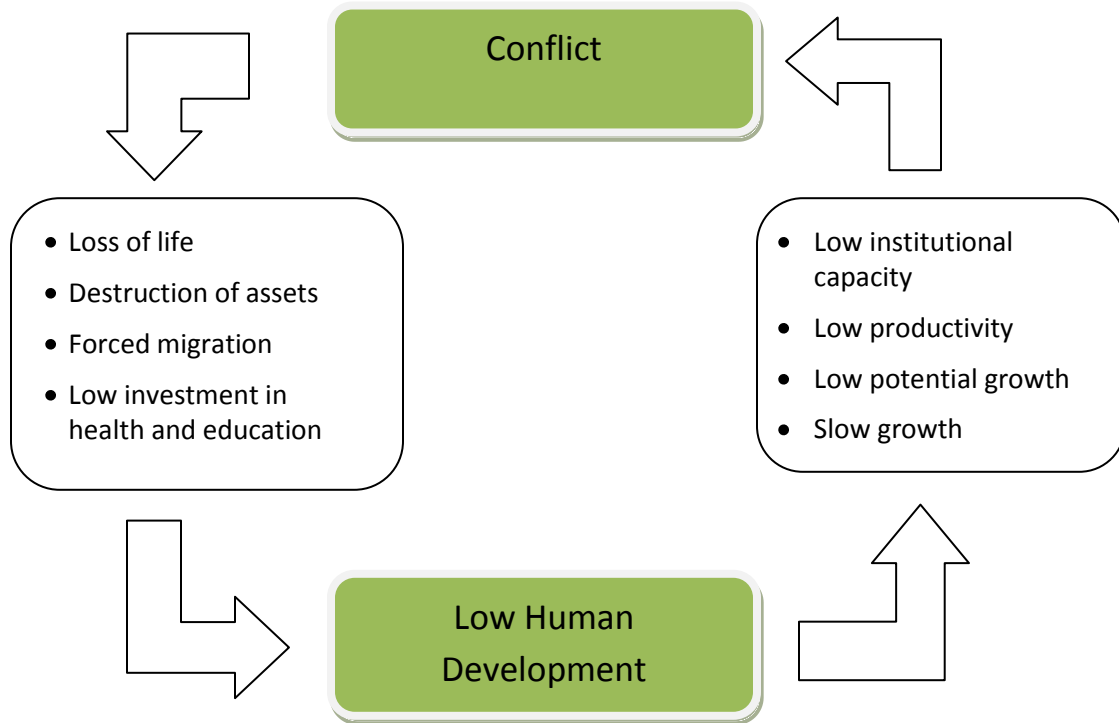 Conflict
• Loss of life
• Destruction of assets
• Forced migration
• Low investment in
health and education
• Low institutional
capacity
• Low productivity
• Low potential growth
• Slow growth
Low Human
Development